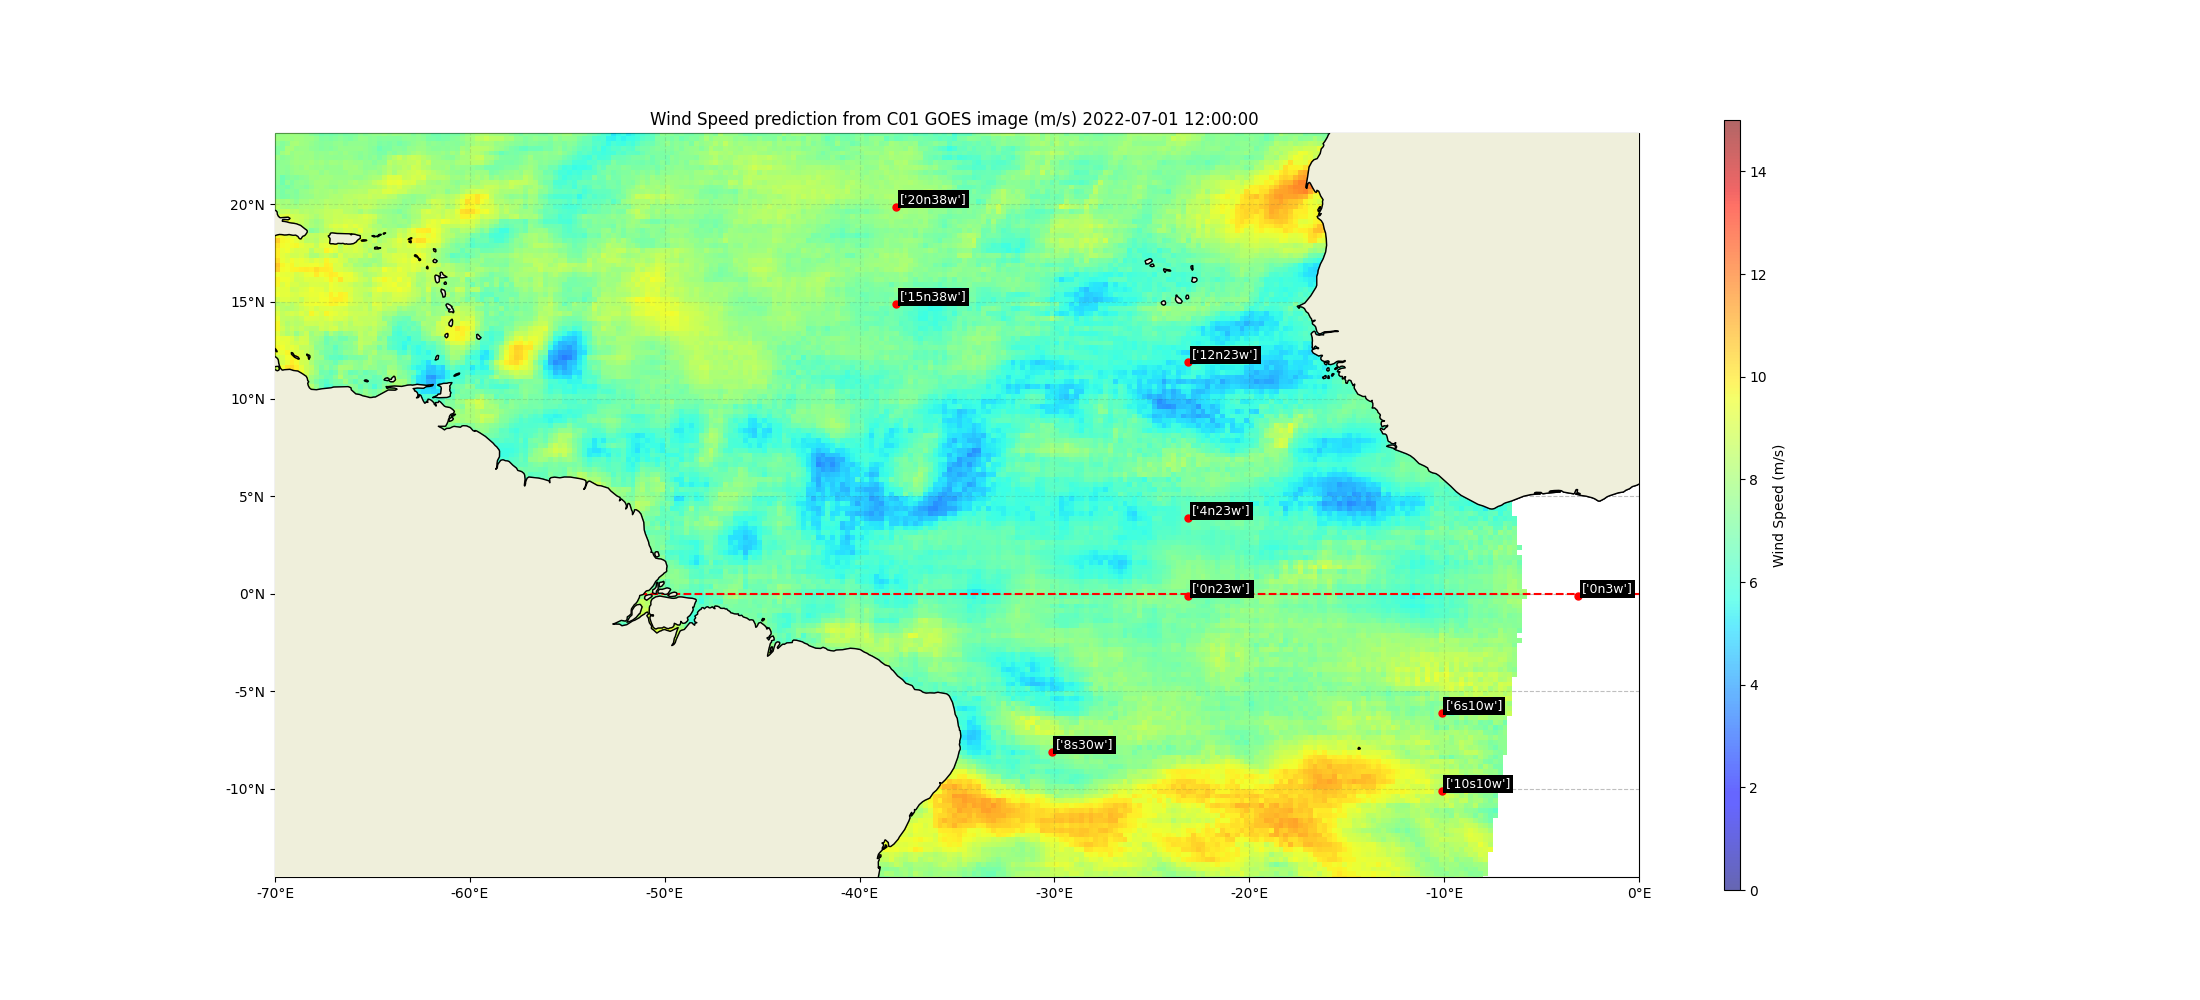 Wind Speed prediction from C01 GOES image (m/s) 2022-07-01 12:00:00
20°N
15°N
10°N
5°N
0°N
-5°N
-10°N
-70°E
-60°E
-50°E
-40°E
-30°E
-20°E
-10°E
0°E
['20n38w']
['15n38w']
['12n23w']
['4n23w']
['0n23w']
['0n3w']
['6s10w']
['8s30w']
['10s10w']
14
12
10
8
6
4
2
0
Wind Speed (m/s)